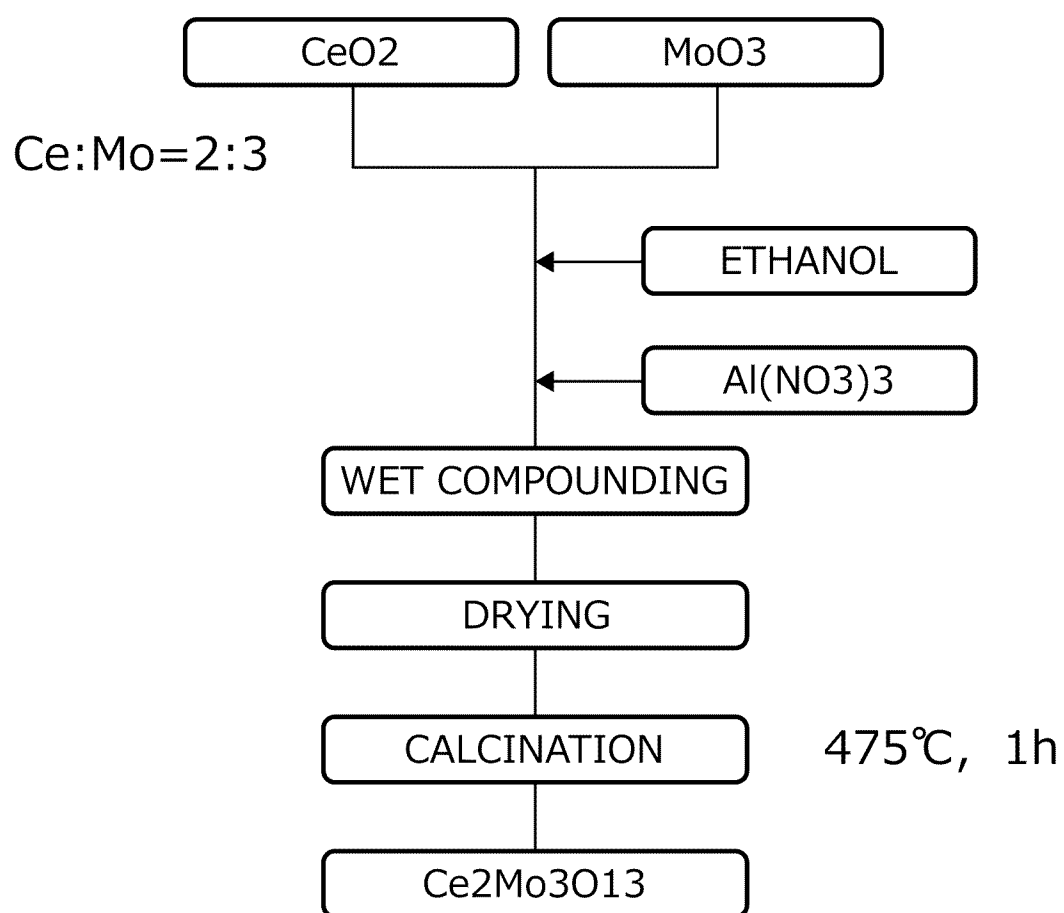 CeO2
MoO3
Ce:Mo=2:3
ETHANOL
Al(NO3)3
WET COMPOUNDING
DRYING
CALCINATION
475℃, 1h
Ce2Mo3O13